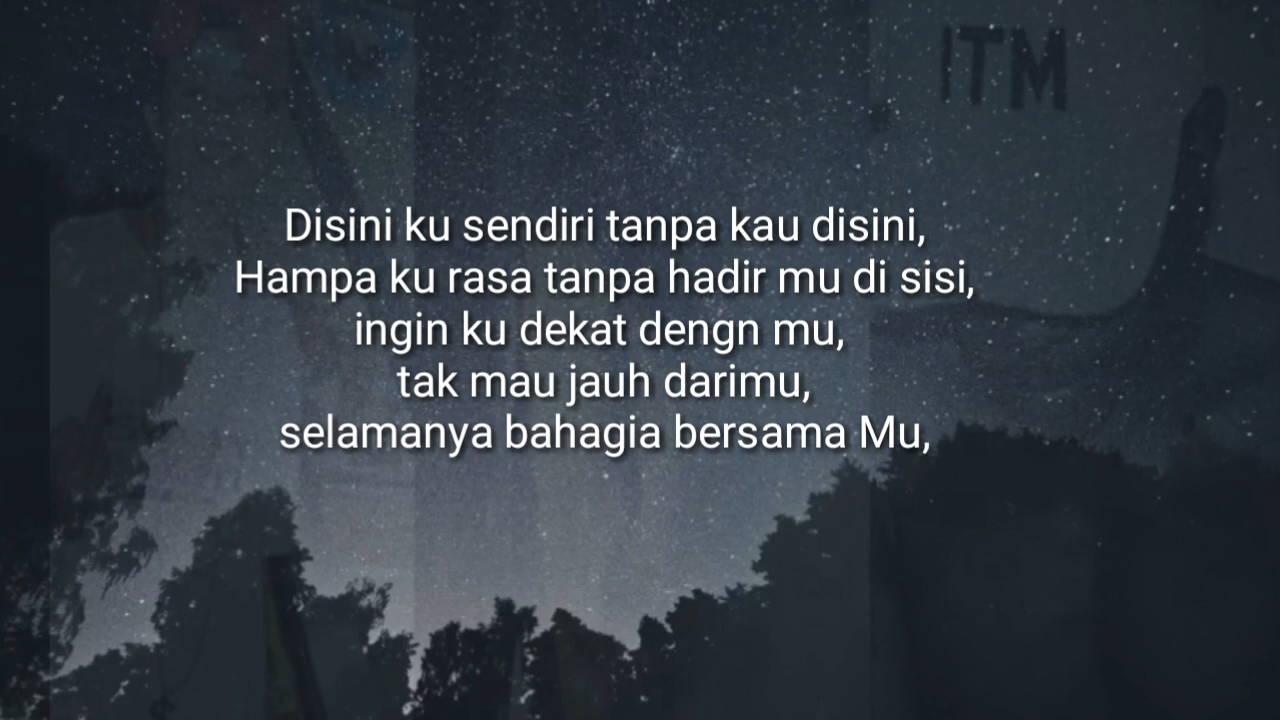 ITM
Disini ku sendiri tanpa kau disini,
Hampa ku rasa tanpa hadir mu di sisi,
ingin ku dekat dengn mu,
tak mau jauh darimu,
selamanya bahagia bersama Mu,